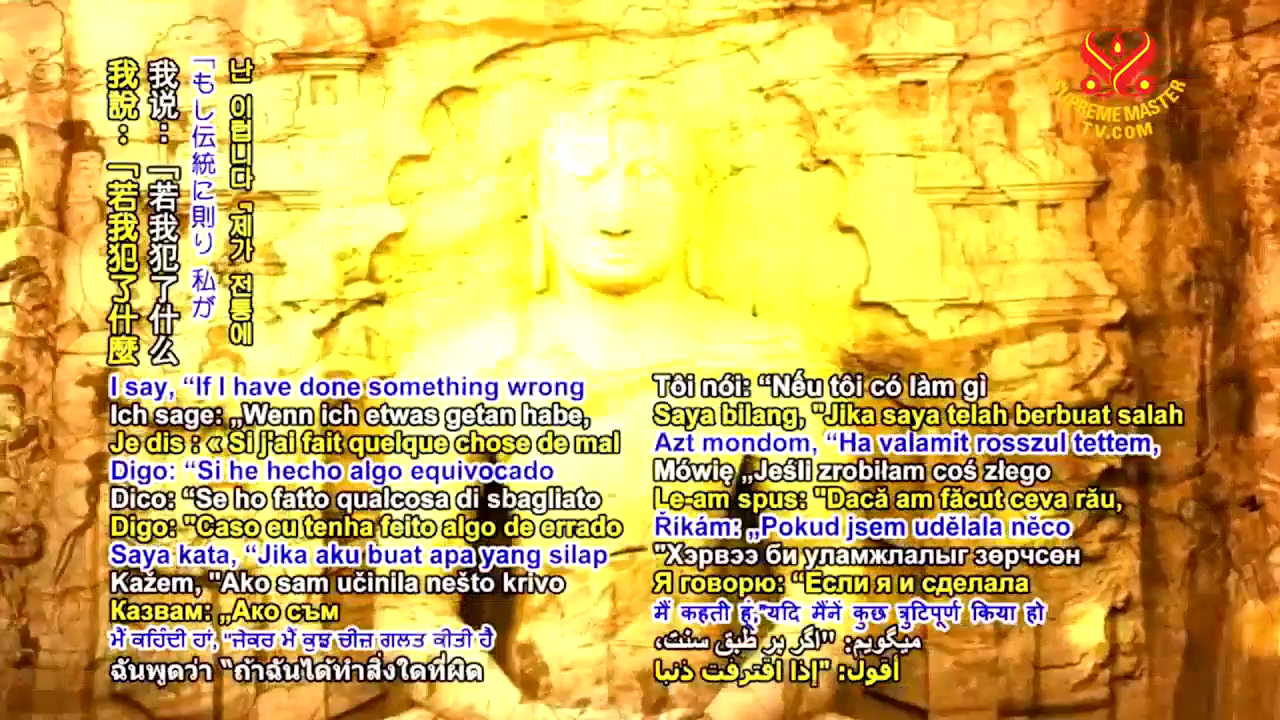 我說：「若我犯了什麼
我说：「若我犯了什么
「もし伝統に則り 私が
난 이럽니다 「제가 전통에
SUPREME MASTER
TV.COM
I say, “If I have done something wrong
Ich sage: „Wenn ich etwas getan habe,
Je dis : « Si j'ai fait quelque chose de mal
Digo: “Si he hecho algo equivocado
Dico: “Se ho fatto qualcosa di sbagliato
Digo: "Caso eu tenha feito algo de errado
Saya kata, “Jika aku buat apa yang silap
Kažem, "Ako sam učinila nešto krivo
Казвам: „Ако съм
ਮੈਂ ਕਹਿੰਦੀ ਹਾਂ, "ਜੇਕਰ ਮੈਂ ਕੁਝ ਚੀਜ਼ ਗਲਤ ਕੀਤੀ ਹੈ
ฉันพูดว่า “ถ้าฉันได้ทำสิ่งใดที่ผิด
Tôi nói: “Nếu tôi có làm gì
Saya bilang, "Jika saya telah berbuat salah
Azt mondom, “Ha valamit rosszul tettem,
Mówię „Jeśli zrobiłam coś złego
Le-am spus: "Dacă am făcut ceva rău,
Říkám: „Pokud jsem udělala něco
"Хэрвээ би уламжлалыг зөрчсөн
Я говорю: “Если я и сделала
मैं कहती हूं,"यदि मैंनें कुछ त्रुटिपूर्ण किया हो
میگویم: "اگر بر طبق سنت،
أقول: "إذا اقترفت ذنبا